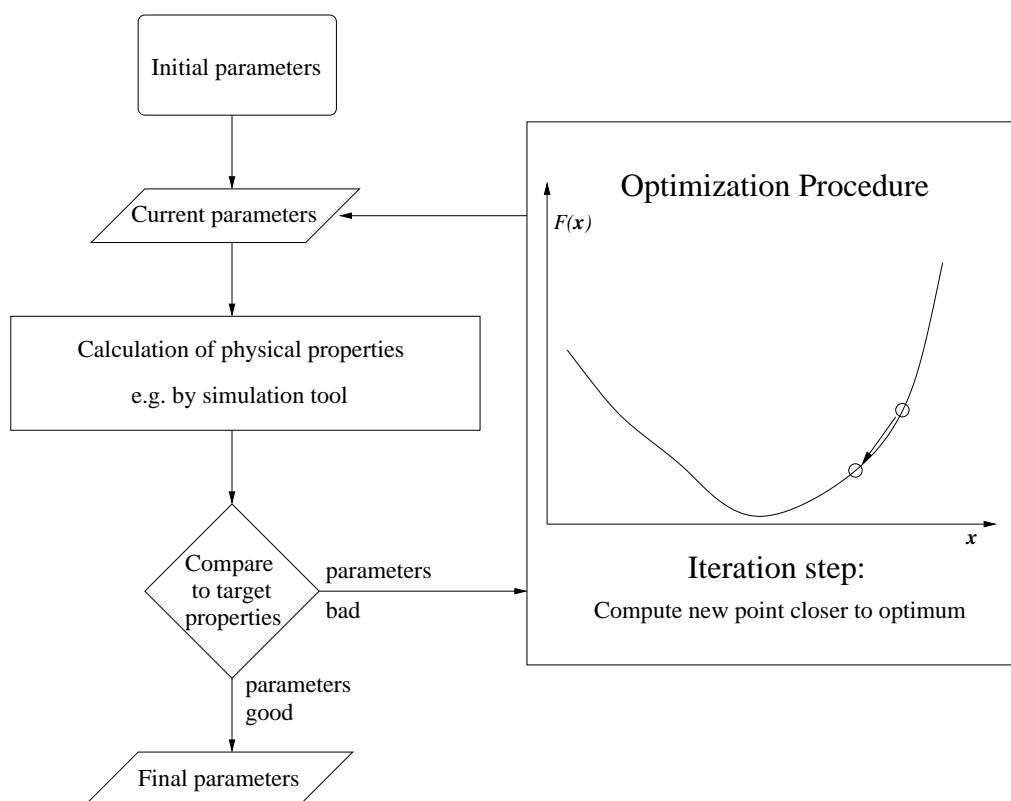 Initial parameters
Current parameters
Calculation of physical properties
e.g. by simulation tool
Compare
to target
properties
parameters
bad
parameters
good
Final parameters
Optimization Procedure
F(x)
x
Iteration step:
Compute new point closer to optimum